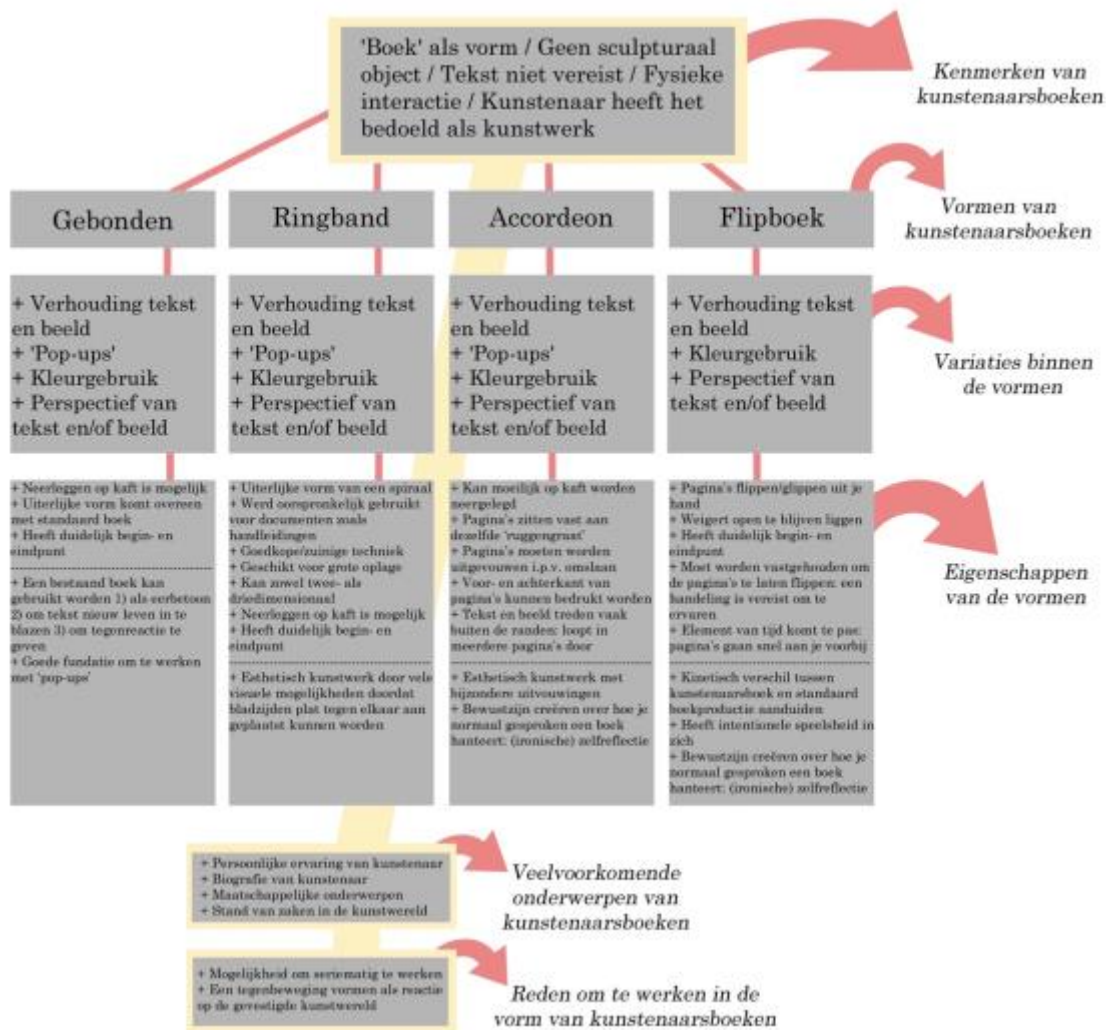 'Boek' als vorm / Geen sculpturaal
object / Tekst niet vereist / Fysieke
interactie / Kunstenaar heeft het
bedoeld als kunstwerk
Kenmerken van
kunstenaarsboeken
Gebonden
Ringband
Accordeon
Flipboek
Vormen van
kunstenaarsboeken
+ Verhouding tekst
en beeld
+ 'Pop-ups'
+ Kleurgebruik
+ Perspectief van
tekst en/of beeld
+ Verhouding tekst
en beeld
+ 'Pop-ups'
+ Kleurgebruik
+ Perspectief van
tekst en/of beeld
+ Verhouding tekst
en beeld
+ 'Pop-ups'
+ Kleurgebruik
+ Perspectief van
tekst en/of beeld
+ Verhouding tekst
en beeld
+ Kleurgebruik
+ Perspectief van
tekst en/of beeld
Variaties binnen
de vormen
+ Neerleggen op kaft is mogelijk
+ Uiterlijke vorm komt overeen
met standaard boek
+ Heeft duidelijk begin- en
eindpunt
+ Een bestaand boek kan
gebruikt worden 1) als eerbetoon
2) om tekst nieuw leven in te
blazen 3) om tegenreactie te
geven
+ Goede fundatie om te werken
met 'pop-ups'
+ Uiterlijke vorm van een spiraal
+ Werd oorspronkelijk gebruikt
voor documenten zoals
handleidingen
+ Goedkope/zuinige techniek
+ Geschikt voor grote oplage
+ Kan zowel twee- als
driedimensionaal
+ Neerleggen op kaft is mogelijk
+ Heeft duidelijk begin- en
eindpunt
+ Esthetisch kunstwerk door vele
visuele mogelijkheden doordat
bladzijden plat tegen elkaar aan
geplaatst kunnen worden
+ Kan moeilijk op kaft worden
neergelegd
+ Pagina's zitten vast aan
dezelfde 'ruggengraat'
+ Pagina's moeten worden
uitgevouwen i.p.v. omslaan
+ Voor- en achterkant van
pagina's kunnen bedrukt worden
+ Tekst en beeld treden vaak
buiten de randen: loopt in
meerdere pagina's door
+ Esthetisch kunstwerk met
bijzondere uitvouwingen
+ Bewustzijn creëren over hoe je
normaal gesproken een boek
hanteert: (ironische) zelfreflectie
+ Pagina's flippen/glippen uit je
hand
+ Weigert open te blijven liggen
+ Heeft duidelijk begin- en
eindpunt
+ Moet worden vastgehouden om
de pagina's te laten flippen: een
handeling is vereist om te
ervaren
+ Element van tijd komt te pas:
pagina's gaan snel aan je voorbij
+ Kinetisch verschil tussen
kunstenaarsboek en standaard
boekproductie aanduiden
+ Heeft intentionele speelsheid in
zich
+ Bewustzijn creëren over hoe je
normaal gesproken een boek
hanteert: (ironische) zelfreflectie
Eigenschappen
van de vormen
+ Persoonlijke ervaring van kunstenaar
+ Biografie van kunstenaar
+ Maatschappelijke onderwerpen
+ Stand van zaken in de kunstwereld
Veelvoorkomende
onderwerpen van
kunstenaarsboeken
+ Mogelijkheid om seriematig te werken
+ Een tegenbeweging vormen als reactie
op de gevestigde kunstwereld
Reden om te werken in de
vorm van kunstenaarsboeken